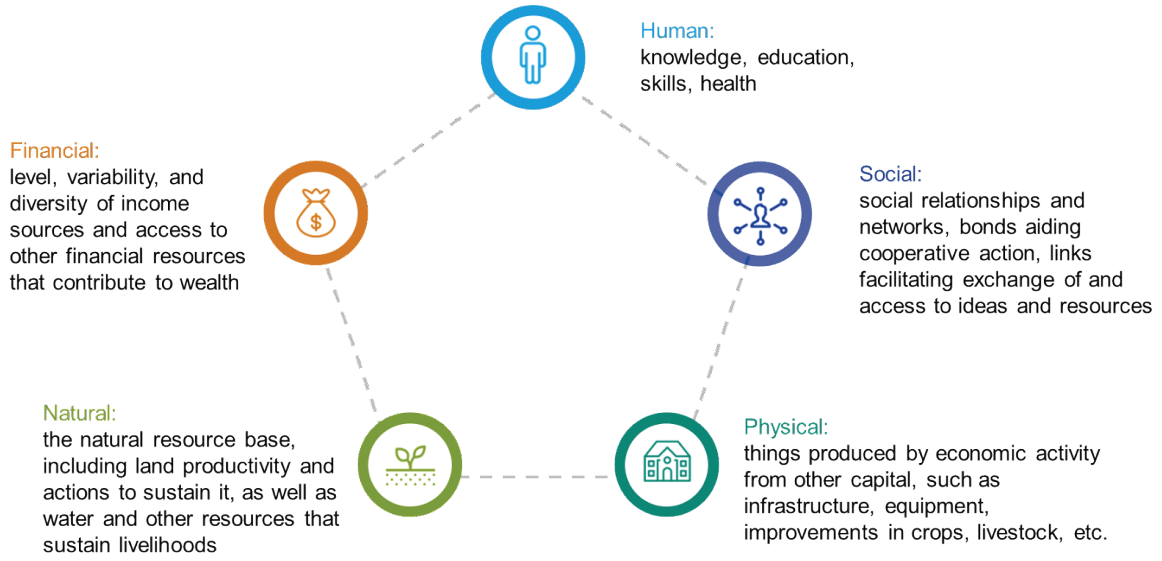 Human:
knowledge, education,
skills, health
Financial:
level, variability, and
diversity of income
sources and access to
other financial resources
that contribute to wealth
$
Social:
social relationships and
networks, bonds aiding
cooperative action, links
facilitating exchange of and
access to ideas and resources
Natural:
the natural resource base,
including land productivity and
actions to sustain it, as well as
water and other resources that
sustain livelihoods
Physical:
things produced by economic activity
from other capital, such as
infrastructure, equipment,
improvements in crops, livestock, etc.